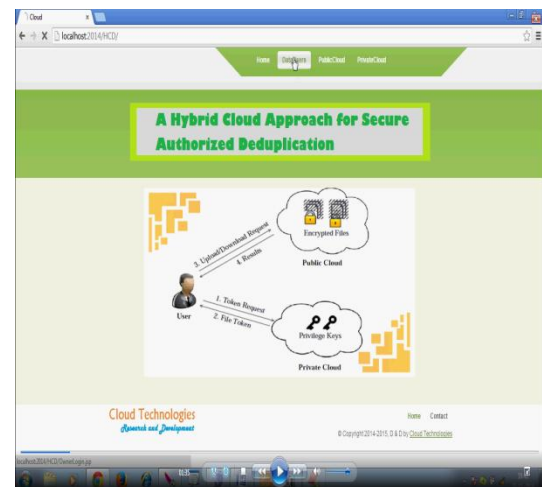 Cloud
localhost:2014/HCD/
Home
PublicCloud
PrivateCloud
A Hybrid Cloud Approach for Secure
Authorized Deduplication
Encrypted Files
Public Cloud
3. Upload/Download Request
4. Results
User
1. Token Request
2. File Token
Privilege Keys
Private Cloud
Cloud Technologies
Research and Development
Home Contact
© Copyright 2014-2015, D & D by Cloud Technologies
localhost:2014/HCD/OwnerLogin.jsp